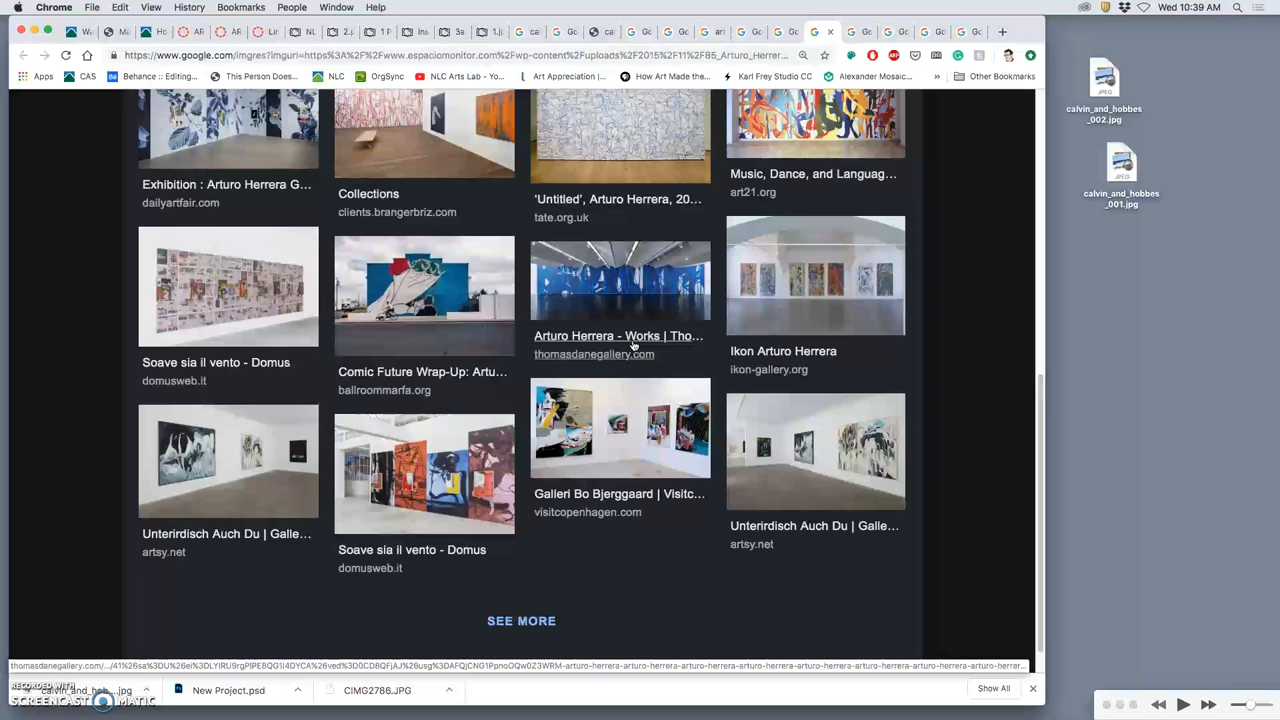 Chrome File Edit View History Bookmarks People Window Help Wed 10:39 AM
https://www.google.com/imgres?imgurl=https%3A%2F%2Fwww.espaciomonitor.com%2Fwp-content%2Fuploads%2F2015%2F11%2F85_Arturo_Herrer...
Apps CAS Behance :: Editing... This Person Does... NLC OrgSync NLC Arts Lab - Yo... Art Appreciation |... How Art Made the... Karl Frey Studio CC Alexander Mosaic... » Other Bookmarks
calvin_and_hobbes
_002.jpg
calvin_and_hobbes
_001.jpg
Exhibition : Arturo Herrera G...
dailyartfair.com
Collections
clients.brangerbriz.com
‘Untitled’, Arturo Herrera, 20...
tate.org.uk
Music, Dance, and Languag...
art21.org
Soave sia il vento - Domus
domusweb.it
Comic Future Wrap-Up: Artu...
ballroommarfa.org
Arturo Herrera - Works | Tho...
thomasdanegallery.com
Ikon Arturo Herrera
ikon-gallery.org
Unterirdisch Auch Du | Galle...
artsy.net
Soave sia il vento - Domus
domusweb.it
Galleri Bo Bjerggaard | Visitc...
visitcopenhagen.com
Unterirdisch Auch Du | Galle...
artsy.net
SEE MORE
calvin_and_hob....jpg New Project.psd CIMG2786.JPG Show All
RECORDED WITH
SCREENCAST MATIC